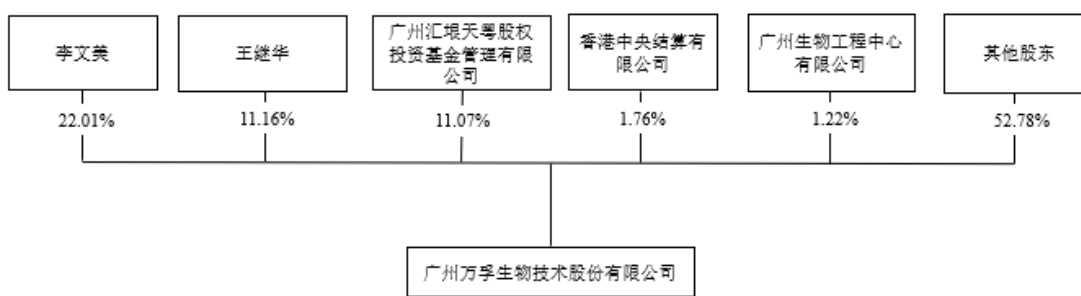 李文美
王继华
广州汇垠天粤股权
投资基金管理有限
公司
香港中央结算有
限公司
广州生物工程中心
有限公司
其他股东
22.01%
11.16%
11.07%
1.76%
1.22%
52.78%
广州万孚生物技术股份有限公司